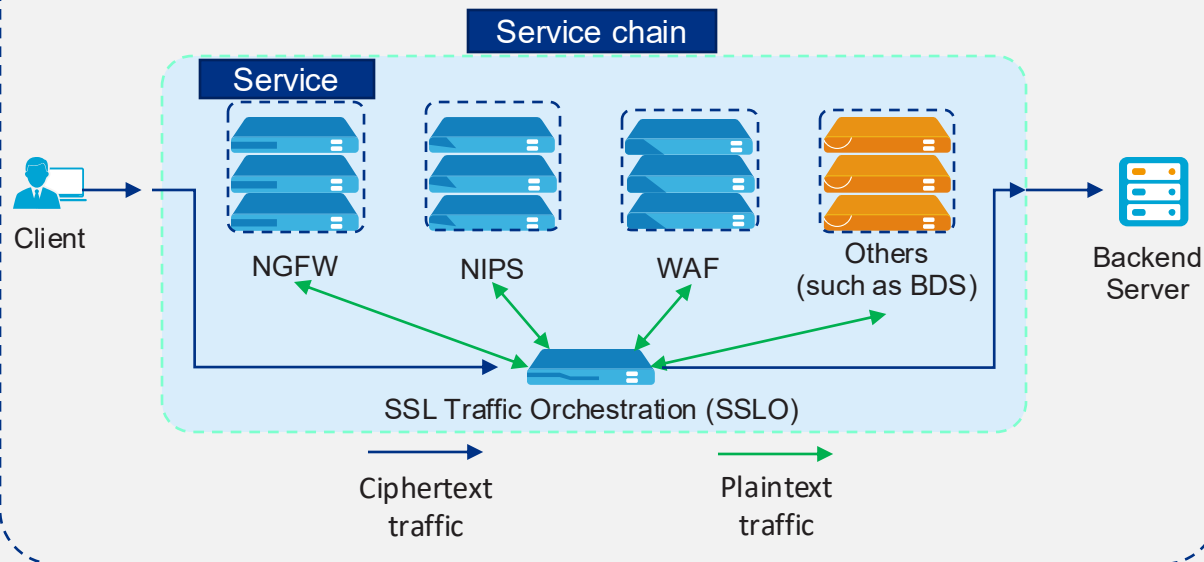 Service chain
Service
Client
NGFW
NIPS
WAF
Others
(such as BDS)
Backend
Server
SSL Traffic Orchestration (SSLO)
Ciphertext
traffic
Plaintext
traffic